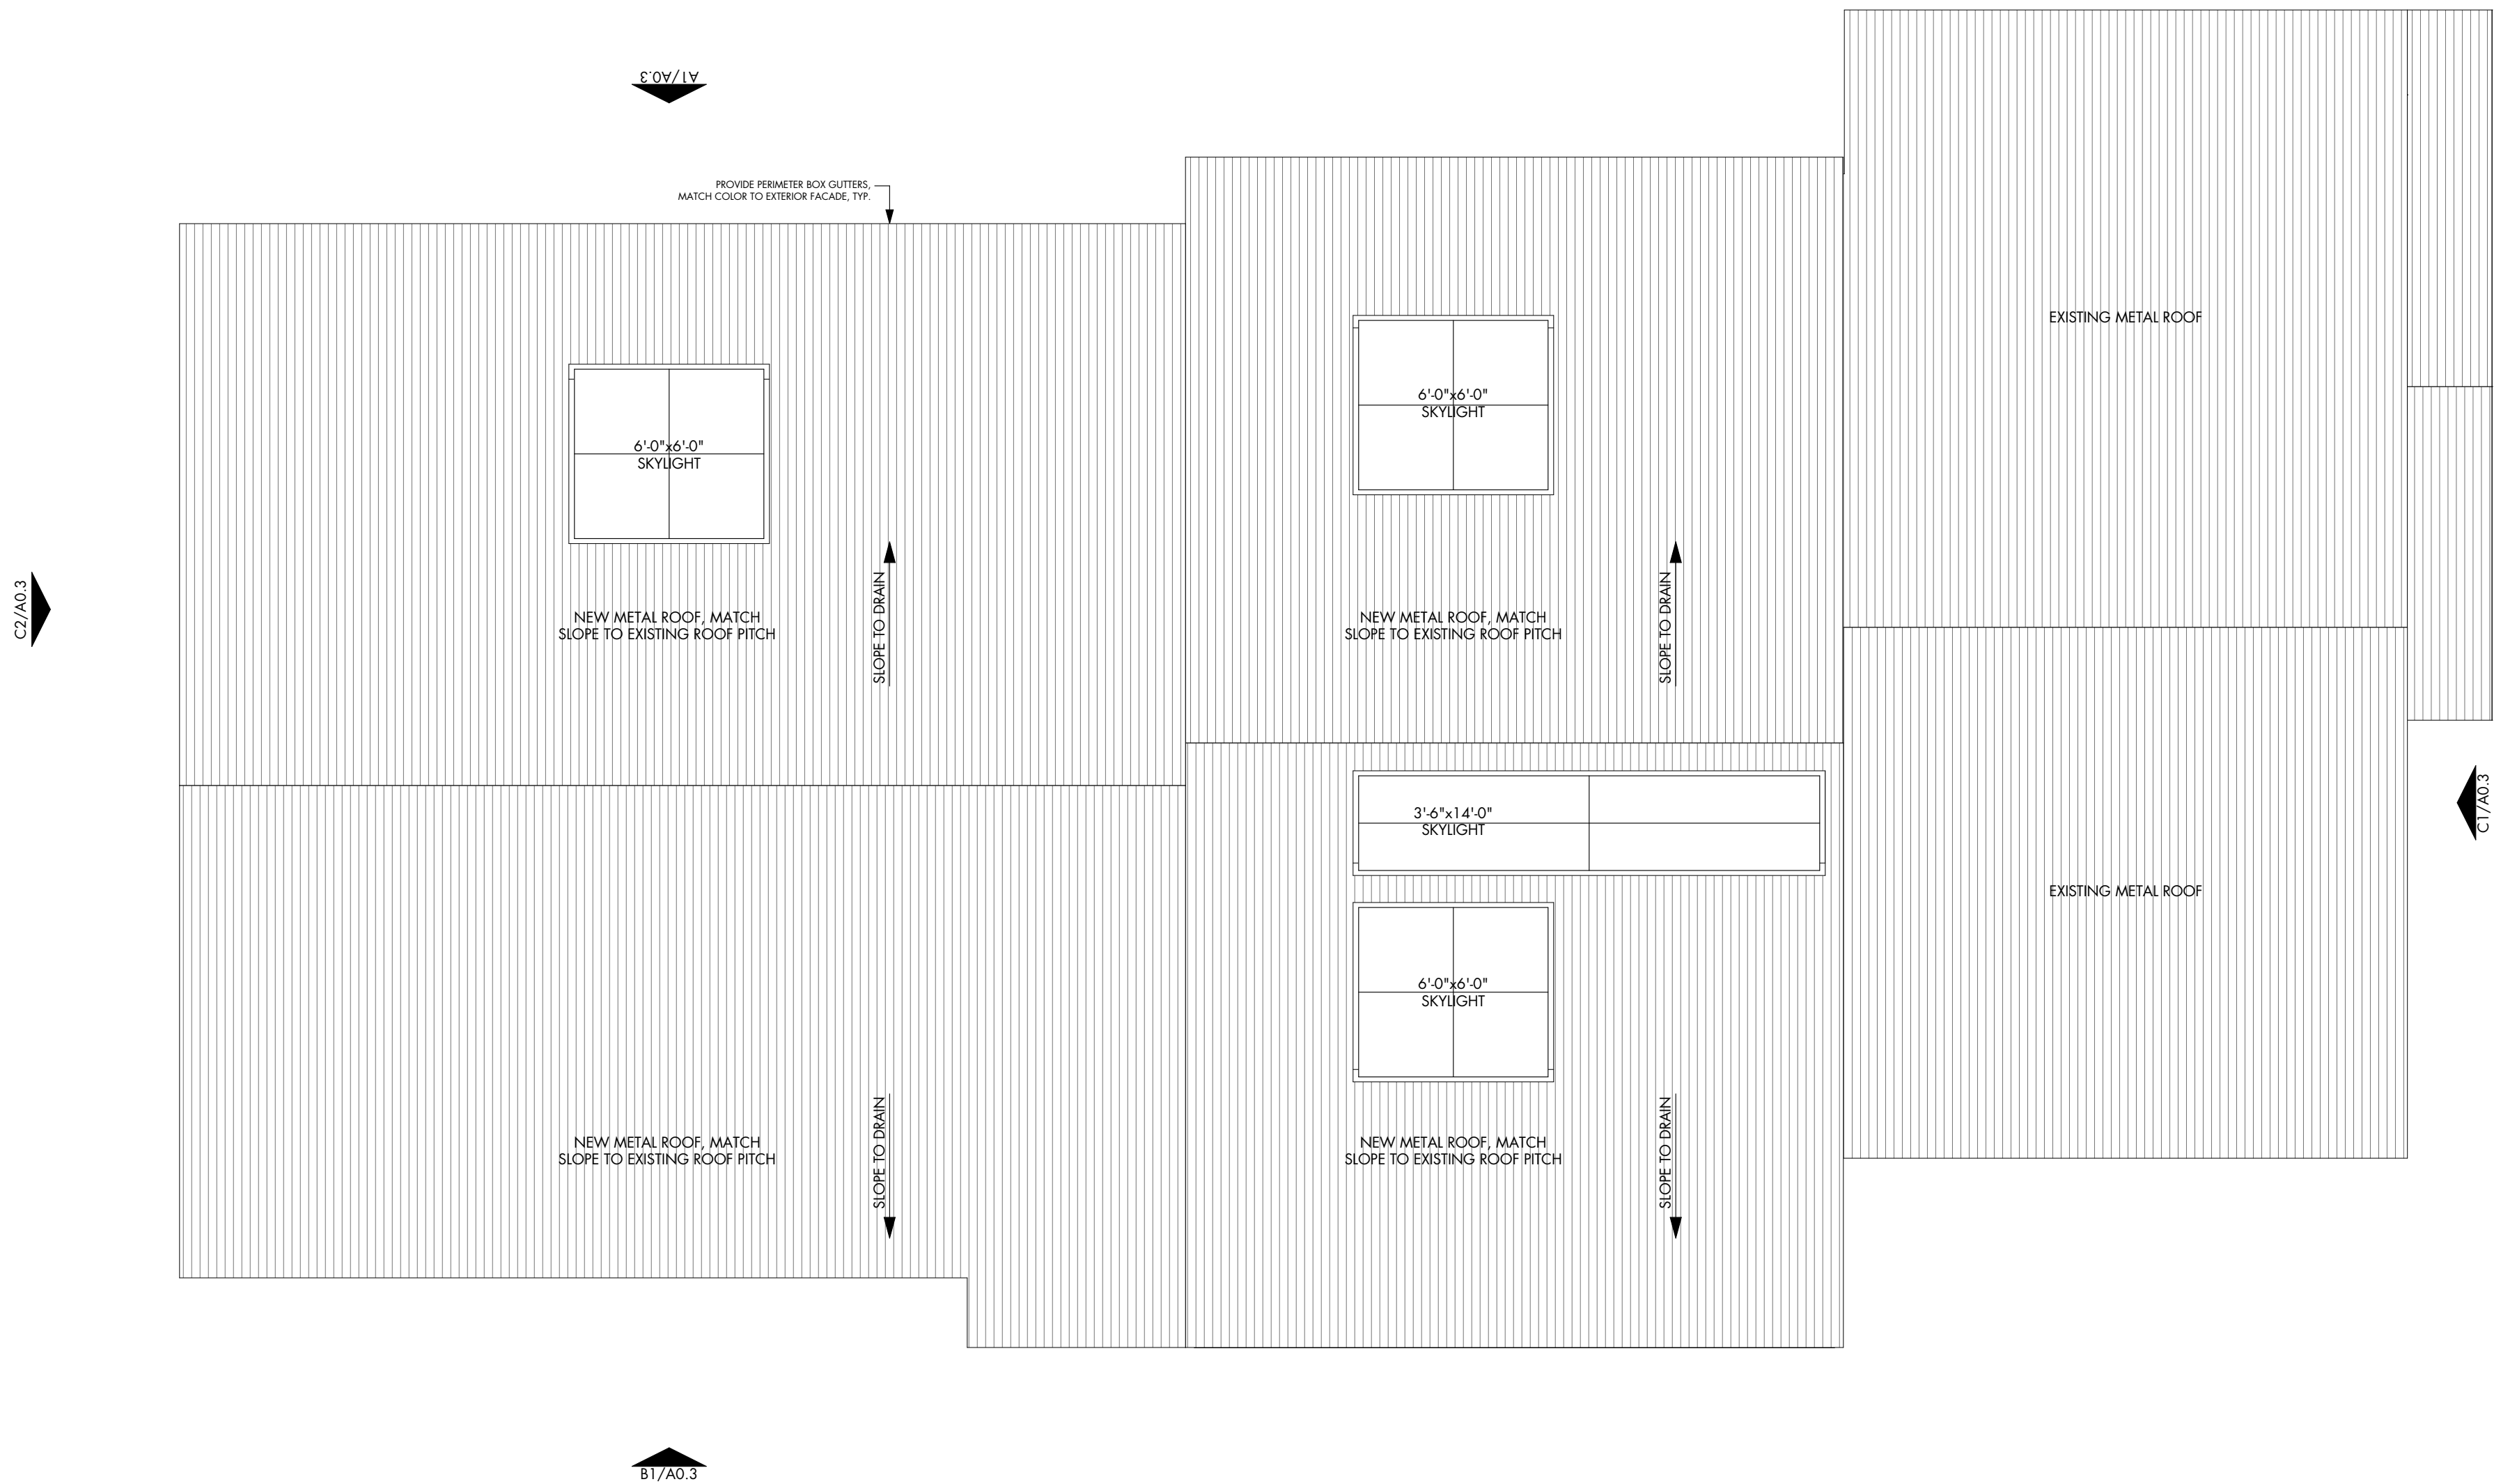 A1/A0.3
PROVIDE PERIMETER BOX GUTTERS,
MATCH COLOR TO EXTERIOR FACADE, TYP.
EXISTING METAL ROOF
6'-0"x6'-0"
SKYLIGHT
6'-0"x6'-0"
SKYLIGHT
C2/A0.3
NEW METAL ROOF, MATCH
SLOPE TO EXISTING ROOF PITCH
SLOPE TO DRAIN
NEW METAL ROOF, MATCH
SLOPE TO EXISTING ROOF PITCH
SLOPE TO DRAIN
3'-6"x14'-0"
SKYLIGHT
C1/A0.3
EXISTING METAL ROOF
6'-0"x6'-0"
SKYLIGHT
NEW METAL ROOF, MATCH
SLOPE TO EXISTING ROOF PITCH
SLOPE TO DRAIN
NEW METAL ROOF, MATCH
SLOPE TO EXISTING ROOF PITCH
SLOPE TO DRAIN
B1/A0.3